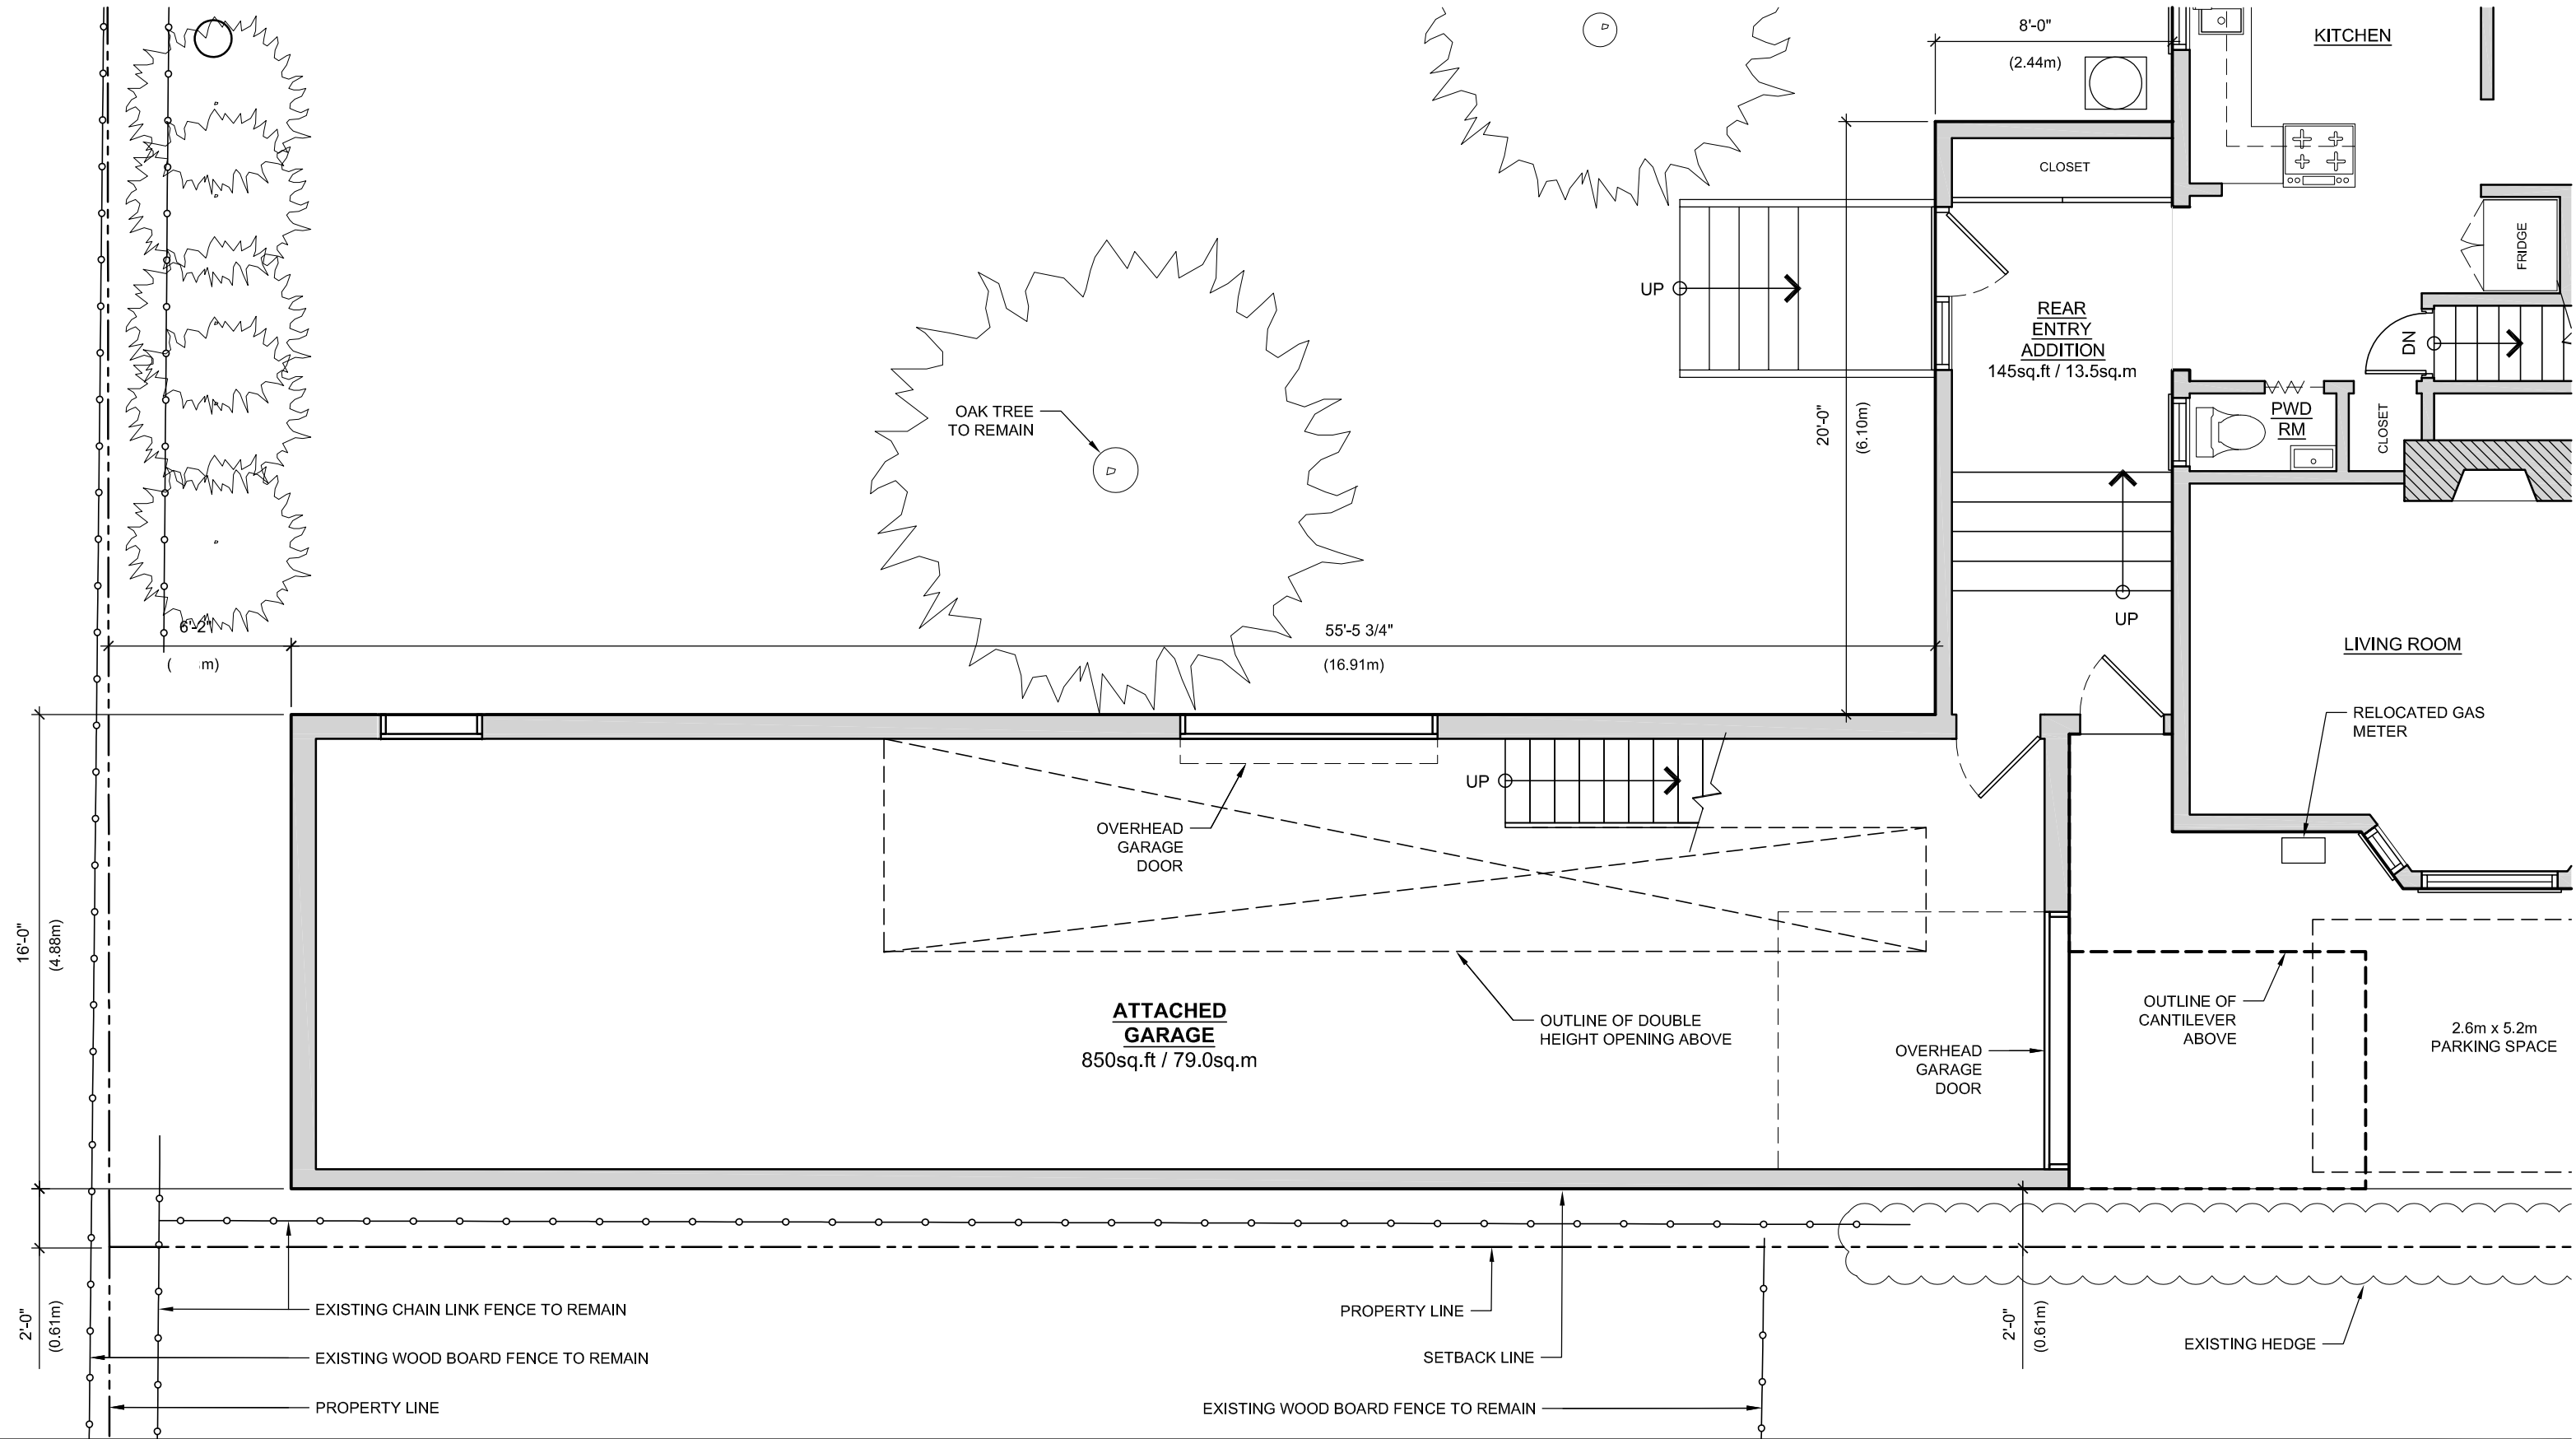 8'-0"
(2.44m)
KITCHEN
CLOSET
FRIDGE
UP
REAR
ENTRY
ADDITION
145sq.ft / 13.5sq.m
DN
OAK TREE
TO REMAIN
20'-0"
(6.10m)
PWD
RM
CLOSET
UP
6'-2"
( m)
55'-5 3/4"
(16.91m)
LIVING ROOM
RELOCATED GAS
METER
UP
OVERHEAD
GARAGE
DOOR
16'-0"
(4.88m)
ATTACHED
GARAGE
850sq.ft / 79.0sq.m
OUTLINE OF DOUBLE
HEIGHT OPENING ABOVE
OVERHEAD
GARAGE
DOOR
OUTLINE OF
CANTILEVER
ABOVE
2.6m x 5.2m
PARKING SPACE
2'-0"
(0.61m)
EXISTING CHAIN LINK FENCE TO REMAIN
EXISTING WOOD BOARD FENCE TO REMAIN
PROPERTY LINE
PROPERTY LINE
SETBACK LINE
EXISTING WOOD BOARD FENCE TO REMAIN
2'-0"
(0.61m)
EXISTING HEDGE